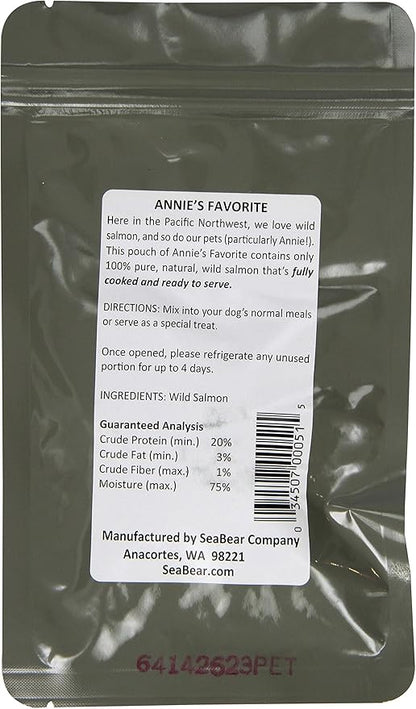 ANNIE'S FAVORITE
Here in the Pacific Northwest, we love wild
salmon, and so do our pets (particularly Annie!).
This pouch of Annie's Favorite contains only
100% pure, natural, wild salmon that's fully
cooked and ready to serve.
DIRECTIONS: Mix into your dog's normal meals
or serve as a special treat.
Once opened, please refrigerate any unused
portion for up to 4 days.
INGREDIENTS: Wild Salmon
Guaranteed Analysis
Crude Protein (min.) 20%
Crude Fat (min.) 3%
Crude Fiber (max.) 1%
Moisture (max.) 75%
0 34507 00051 5
Manufactured by SeaBear Company
Anacortes, WA 98221
SeaBear.com
64142623PET